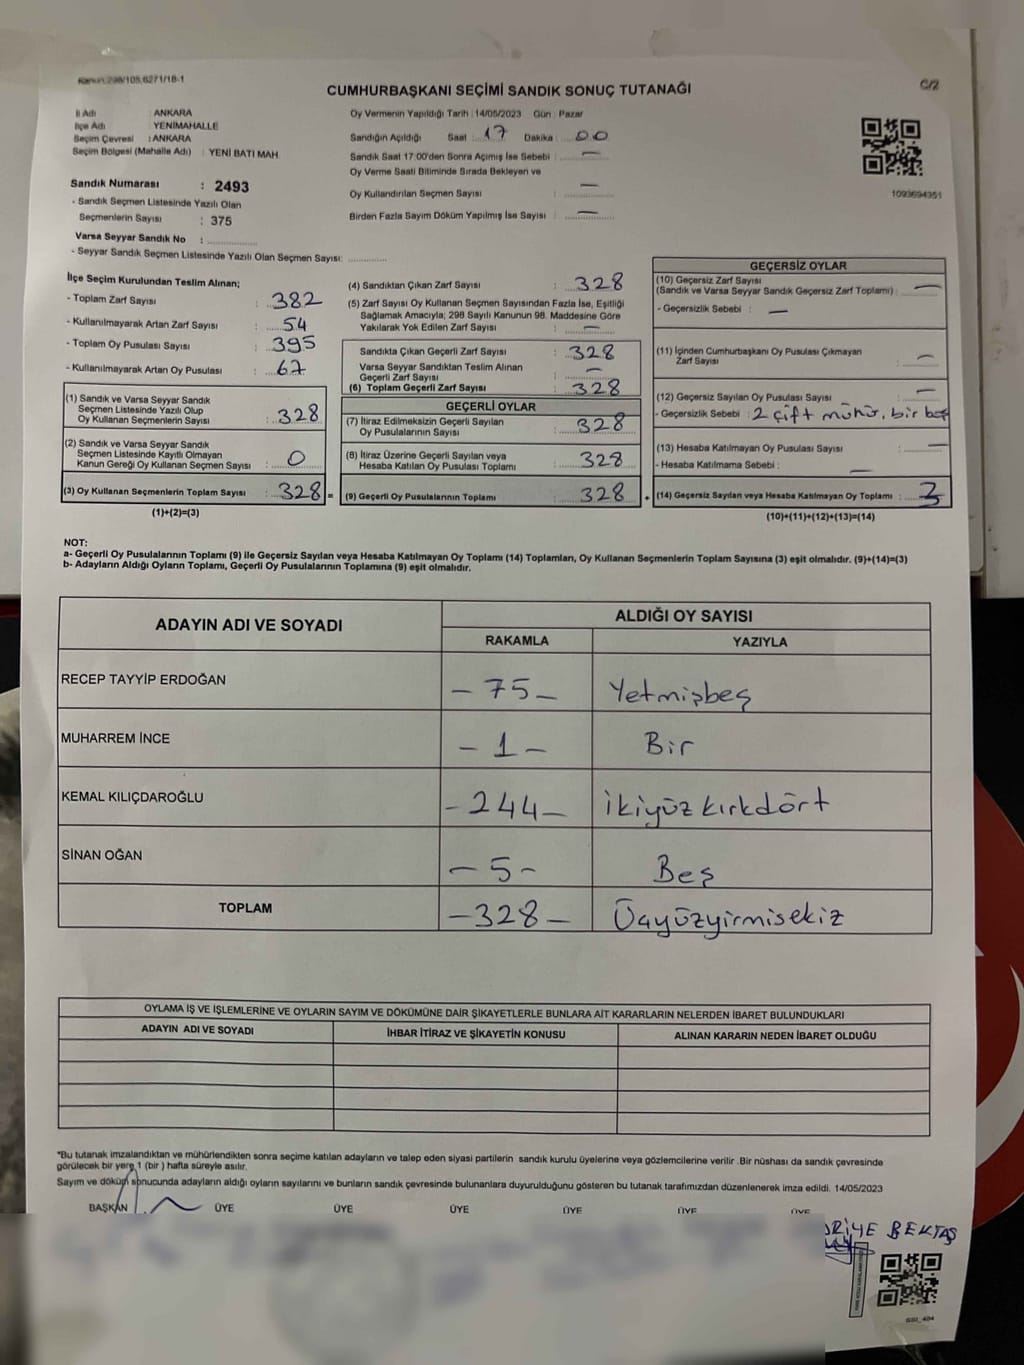 Kanun:298/105,6271/18-1
CUMHURBAŞKANI SEÇİMİ SANDIK SONUÇ TUTANAĞI
C/2
İl Adı : ANKARA
İlçe Adı : YENİMAHALLE
Seçim Çevresi : ANKARA
Seçim Bölgesi (Mahalle Adı) : YENİ BATI MAH.
Sandık Numarası : 2493
- Sandık Seçmen Listesinde Yazılı Olan
Seçmenlerin Sayısı : 375
Varsa Seyyar Sandık No :
- Seyyar Sandık Seçmen Listesinde Yazılı Olan Seçmen Sayısı:
Oy Vermenin Yapıldığı Tarih : 14/05/2023 Gün : Pazar
Sandığın Açıldığı Saat : 17 Dakika : 00
Sandık Saat 17:00'den Sonra Açımış İse Sebebi : —
Oy Verme Saati Bitiminde Sırada Bekleyen ve
Oy Kullandırılan Seçmen Sayısı : —
Birden Fazla Sayım Döküm Yapılmış İse Sayısı : —
1093694351
İlçe Seçim Kurulundan Teslim Alınan;
- Toplam Zarf Sayısı : 382
- Kullanılmayarak Artan Zarf Sayısı : 54
- Toplam Oy Pusulası Sayısı : 395
- Kullanılmayarak Artan Oy Pusulası : 67
(1) Sandık ve Varsa Seyyar Sandık
Seçmen Listesinde Yazılı Olup
Oy Kullanan Seçmenlerin Sayısı : 328
(2) Sandık ve Varsa Seyyar Sandık
Seçmen Listesinde Kayıtlı Olmayan
Kanun Gereği Oy Kullanan Seçmen Sayısı : 0
(3) Oy Kullanan Seçmenlerin Toplam Sayısı : 328 =
(1)+(2)=(3)
(4) Sandıktan Çıkan Zarf Sayısı : 328
(5) Zarf Sayısı Oy Kullanan Seçmen Sayısından Fazla İse, Eşitliği
Sağlamak Amacıyla; 298 Sayılı Kanunun 98. Maddesine Göre
Yakılarak Yok Edilen Zarf Sayısı : —
Sandıkta Çıkan Geçerli Zarf Sayısı : 328
Varsa Seyyar Sandıktan Teslim Alınan
Geçerli Zarf Sayısı : —
(6) Toplam Geçerli Zarf Sayısı : 328
GEÇERLİ OYLAR
(7) İtiraz Edilmeksizin Geçerli Sayılan
Oy Pusulalarının Sayısı : 328
(8) İtiraz Üzerine Geçerli Sayılan veya
Hesaba Katılan Oy Pusulası Toplamı : 328
(9) Geçerli Oy Pusulalarının Toplamı : 328 +
GEÇERSİZ OYLAR
(10) Geçersiz Zarf Sayısı
(Sandık ve Varsa Seyyar Sandık Geçersiz Zarf Toplamı) : —
- Geçersizlik Sebebi : —
(11) İçinden Cumhurbaşkanı Oy Pusulası Çıkmayan
Zarf Sayısı : —
(12) Geçersiz Sayılan Oy Pusulası Sayısı : —
- Geçersizlik Sebebi : 2 çift mühür, bir boş
(13) Hesaba Katılmayan Oy Pusulası Sayısı : —
- Hesaba Katılmama Sebebi : —
(14) Geçersiz Sayılan veya Hesaba Katılmayan Oy Toplamı : 3
(10)+(11)+(12)+(13)=(14)
NOT:
a- Geçerli Oy Pusulalarının Toplamı (9) ile Geçersiz Sayılan veya Hesaba Katılmayan Oy Toplamı (14) Toplamları, Oy Kullanan Seçmenlerin Toplam Sayısına (3) eşit olmalıdır. (9)+(14)=(3)
b- Adayların Aldığı Oyların Toplamı, Geçerli Oy Pusulalarının Toplamına (9) eşit olmalıdır.
ADAYIN ADI VE SOYADI
ALDIĞI OY SAYISI
RAKAMLA YAZIYLA
RECEP TAYYİP ERDOĞAN – 75 – Yetmişbeş
MUHARREM İNCE – 1 – Bir
KEMAL KILIÇDAROĞLU – 244 – ikiyüzkırkdört
SİNAN OĞAN – 5 – Beş
TOPLAM – 328 – Üçyüzyirmisekiz
OYLAMA İŞ VE İŞLEMLERİNE VE OYLARIN SAYIM VE DÖKÜMÜNE DAİR ŞİKAYETLERLE BUNLARA AİT KARARLARIN NELERDEN İBARET BULUNDUKLARI
ADAYIN ADI VE SOYADI İHBAR İTİRAZ VE ŞİKAYETİN KONUSU ALINAN KARARIN NEDEN İBARET OLDUĞU
*Bu tutanak imzalandıktan ve mühürlendikten sonra seçime katılan adayların ve talep eden siyasi partilerin sandık kurulu üyelerine veya gözlemcilerine verilir .Bir nüshası da sandık çevresinde
görülecek bir yere 1 (bir ) hafta süreyle asılır.
Sayım ve döküm sonucunda adayların aldığı oyların sayılarını ve bunların sandık çevresinde bulunanlara duyurulduğunu gösteren bu tutanak tarafımızdan düzenlenerek imza edildi. 14/05/2023
BAŞKAN ÜYE ÜYE ÜYE ÜYE ÜYE ÜYE
BEKTAŞ
GSI_404